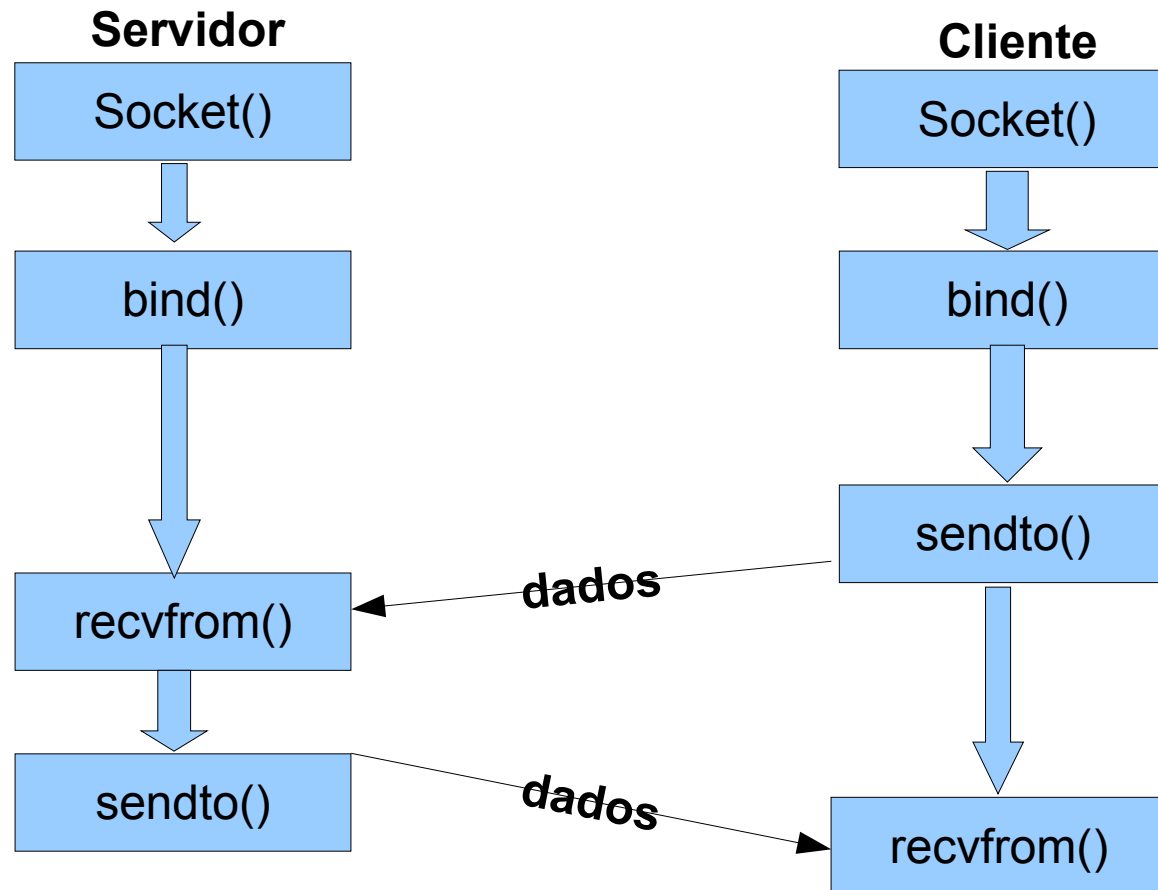 Servidor
Socket()
bind()
recvfrom()
sendto()
Cliente
Socket()
bind()
sendto()
recvfrom()
dados
dados